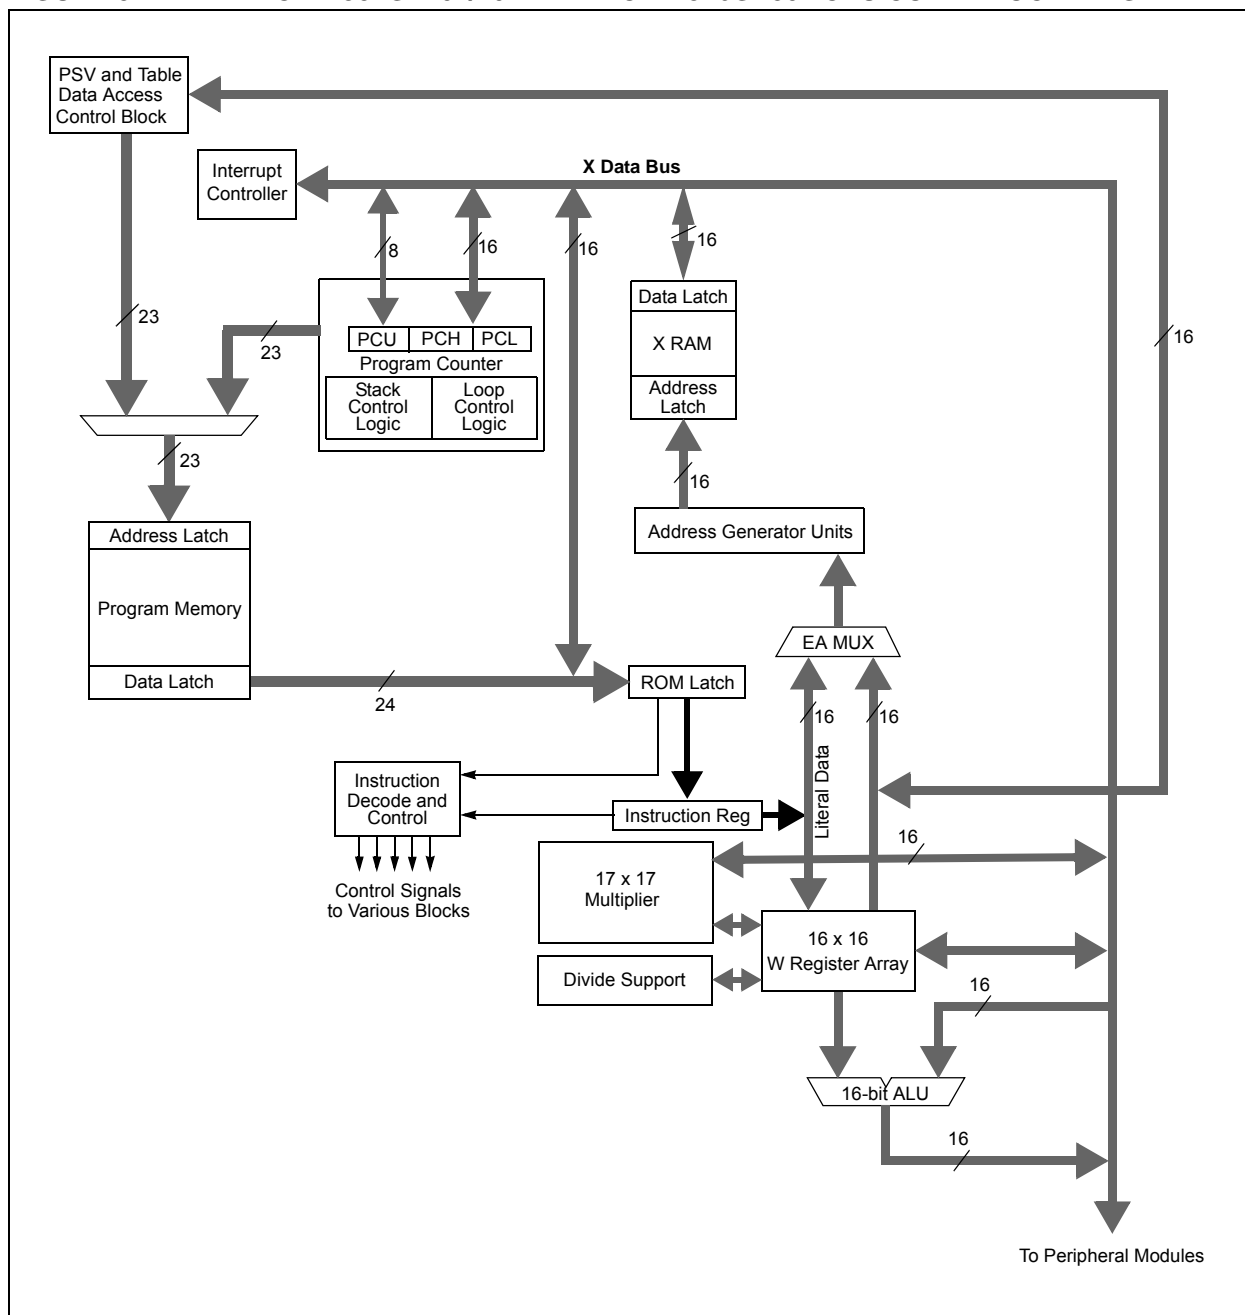 PSV and Table
Data Access
Control Block
Interrupt
Controller
X Data Bus
8
16
16
16
23
23
16
PCU
PCH
PCL
Program Counter
Stack
Control
Logic
Loop
Control
Logic
Data Latch
X RAM
Address
Latch
23
16
Address Latch
Program Memory
Data Latch
Address Generator Units
EA MUX
24
ROM Latch
16
16
Literal Data
Instruction
Decode and
Control
Instruction Reg
Control Signals
to Various Blocks
16
17 x 17
Multiplier
16 x 16
W Register Array
Divide Support
16
16-bit ALU
16
To Peripheral Modules